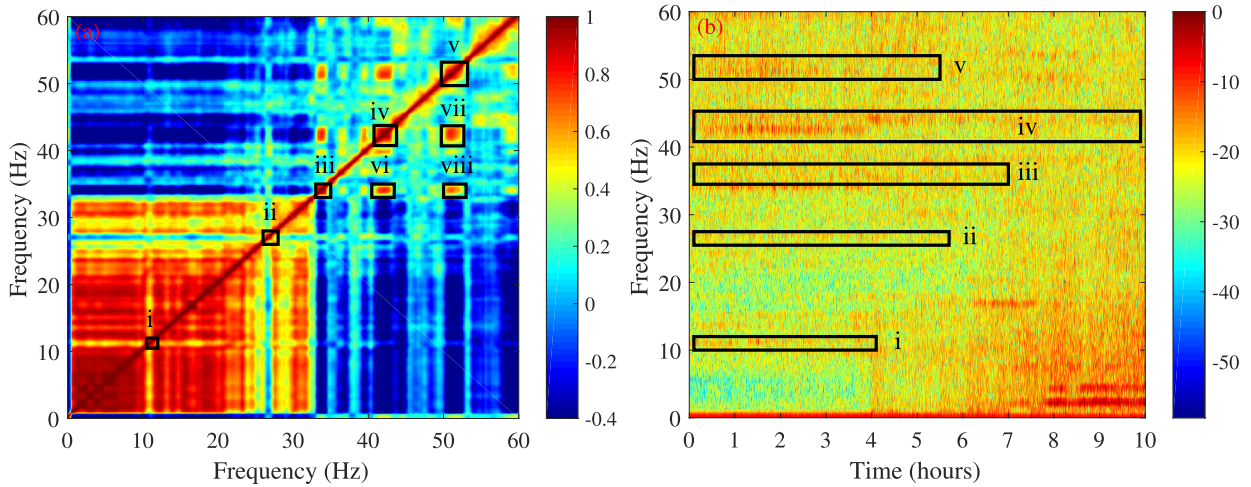 (a)
60
50
40
30
20
10
0
Frequency (Hz)
0 10 20 30 40 50 60
Frequency (Hz)
v
iv vii
iii vi viii
ii
i
1
0.8
0.6
0.4
0.2
0
-0.2
-0.4
(b)
60
50
40
30
20
10
0
Frequency (Hz)
0 1 2 3 4 5 6 7 8 9 10
Time (hours)
v
iv
iii
ii
i
0
-10
-20
-30
-40
-50